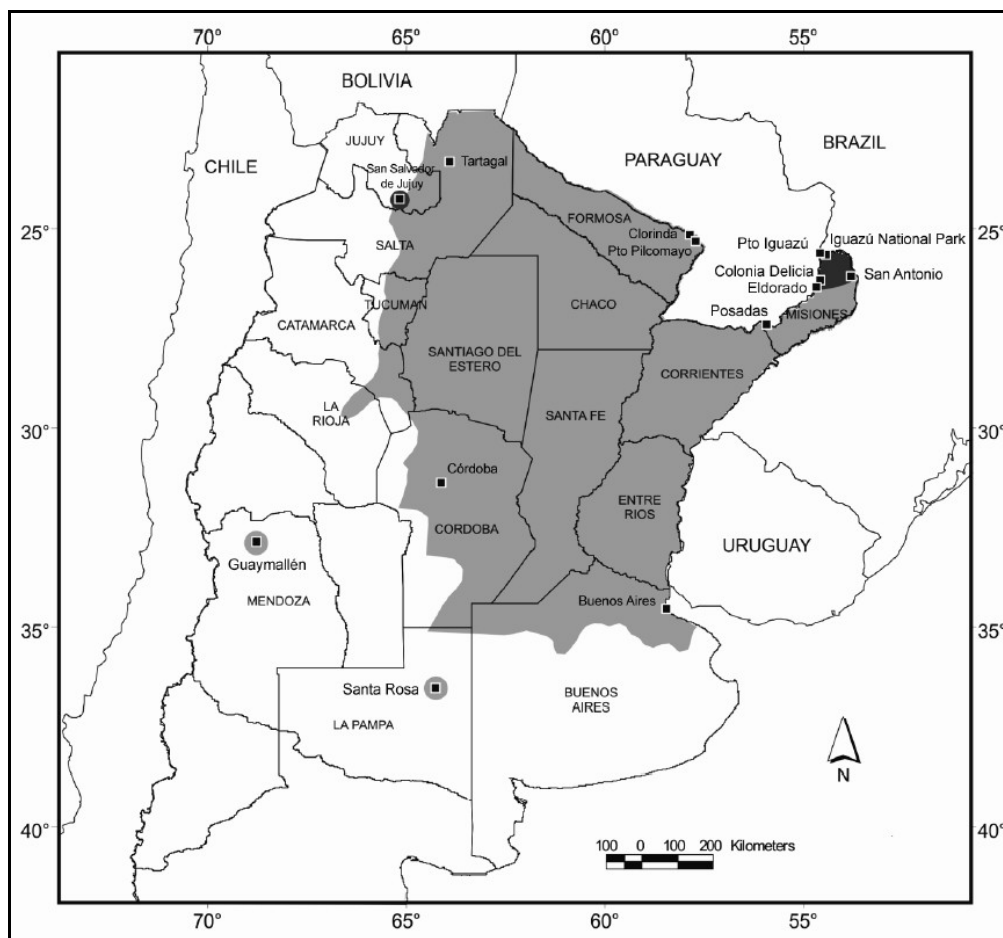 70° 65° 60° 55°
BOLIVIA
JUJUY
BRAZIL
CHILE
San Salvador
de Jujúy
Tartagal
PARAGUAY
FORMOSA
25°
25°
Clorinda
Pto Pilcomayo
Pto Iguazú
Iguazú National Park
SALTA
Colonia Delicia
Eldorado
San Antonio
TUCUMAN
CHACO
Posadas
MISIONES
CATAMARCA
SANTIAGO DEL
ESTERO
CORRIENTES
LA
RIOJA
SANTA FE
30°
30°
Córdoba
CORDOBA
ENTRE
RIOS
URUGUAY
Guaymallén
MENDOZA
Buenos Aires
35°
35°
Santa Rosa
LA PAMPA
BUENOS
AIRES
N
40°
40°
100 0 100 200 Kilometers
70° 65° 60° 55°